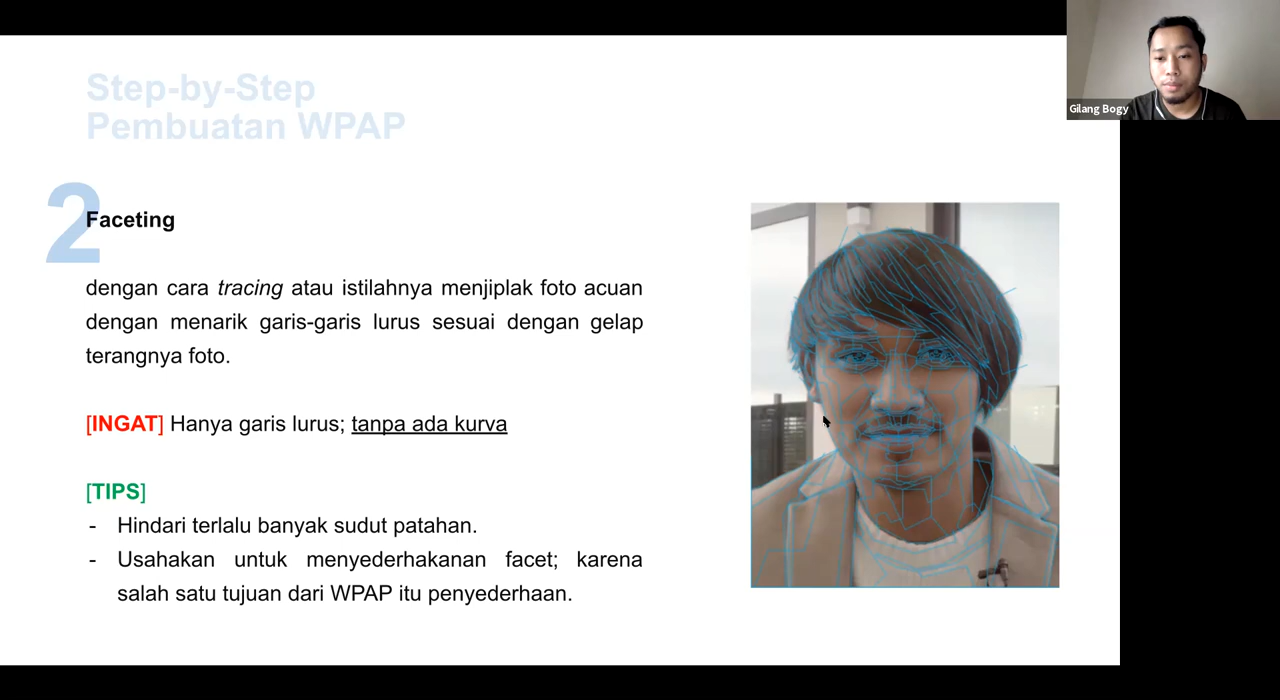 Step-by-Step
Pembuatan WPAP
2
Faceting
dengan cara tracing atau istilahnya menjiplak foto acuan
dengan menarik garis-garis lurus sesuai dengan gelap
terangnya foto.
[INGAT] Hanya garis lurus; tanpa ada kurva
[TIPS]
- Hindari terlalu banyak sudut patahan.
- Usahakan untuk menyederhakanan facet; karena
salah satu tujuan dari WPAP itu penyederhaan.
Gilang Bogy